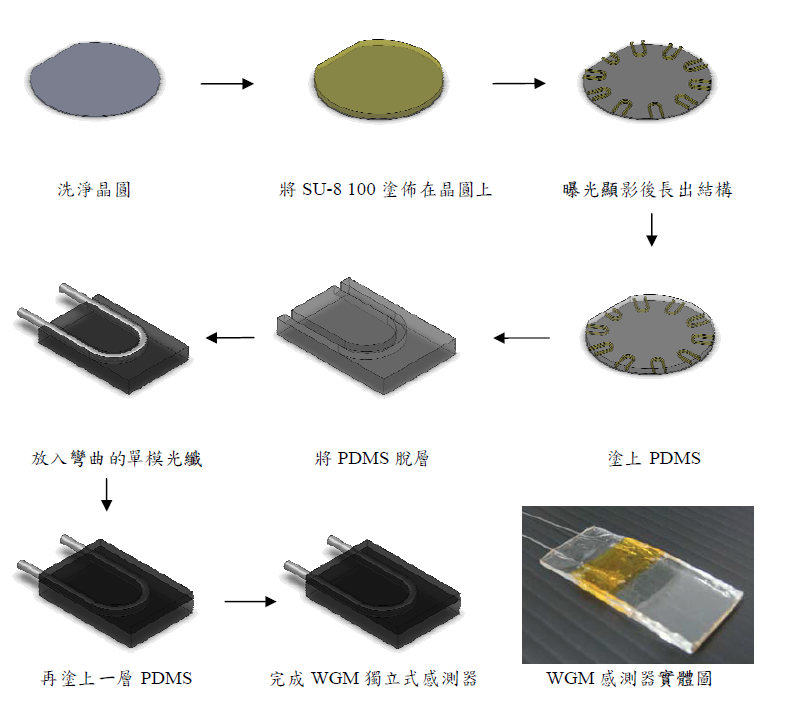 洗淨晶圓
將 SU-8 100 塗佈在晶圓上
曝光顯影後長出結構
放入彎曲的單模光纖
將 PDMS 脫層
塗上 PDMS
再塗上一層 PDMS
完成 WGM 獨立式感測器
WGM 感測器實體圖